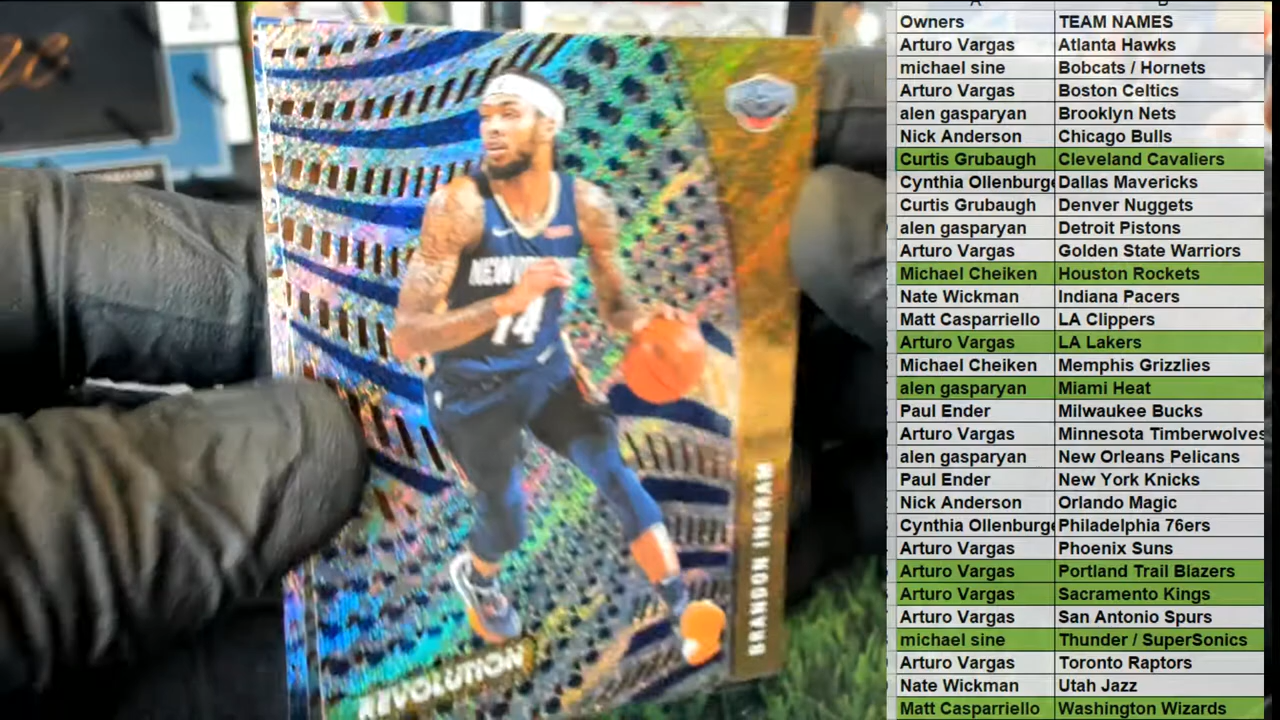 NEW
14
BRANDON INGRAM
REVOLUTION
Owners TEAM NAMES
Arturo Vargas Atlanta Hawks
michael sine Bobcats / Hornets
Arturo Vargas Boston Celtics
alen gasparyan Brooklyn Nets
Nick Anderson Chicago Bulls
Curtis Grubaugh Cleveland Cavaliers
Cynthia Ollenburge Dallas Mavericks
Curtis Grubaugh Denver Nuggets
alen gasparyan Detroit Pistons
Arturo Vargas Golden State Warriors
Michael Cheiken Houston Rockets
Nate Wickman Indiana Pacers
Matt Casparriello LA Clippers
Arturo Vargas LA Lakers
Michael Cheiken Memphis Grizzlies
alen gasparyan Miami Heat
Paul Ender Milwaukee Bucks
Arturo Vargas Minnesota Timberwolves
alen gasparyan New Orleans Pelicans
Paul Ender New York Knicks
Nick Anderson Orlando Magic
Cynthia Ollenburge Philadelphia 76ers
Arturo Vargas Phoenix Suns
Arturo Vargas Portland Trail Blazers
Arturo Vargas Sacramento Kings
Arturo Vargas San Antonio Spurs
michael sine Thunder / SuperSonics
Arturo Vargas Toronto Raptors
Nate Wickman Utah Jazz
Matt Casparriello Washington Wizards